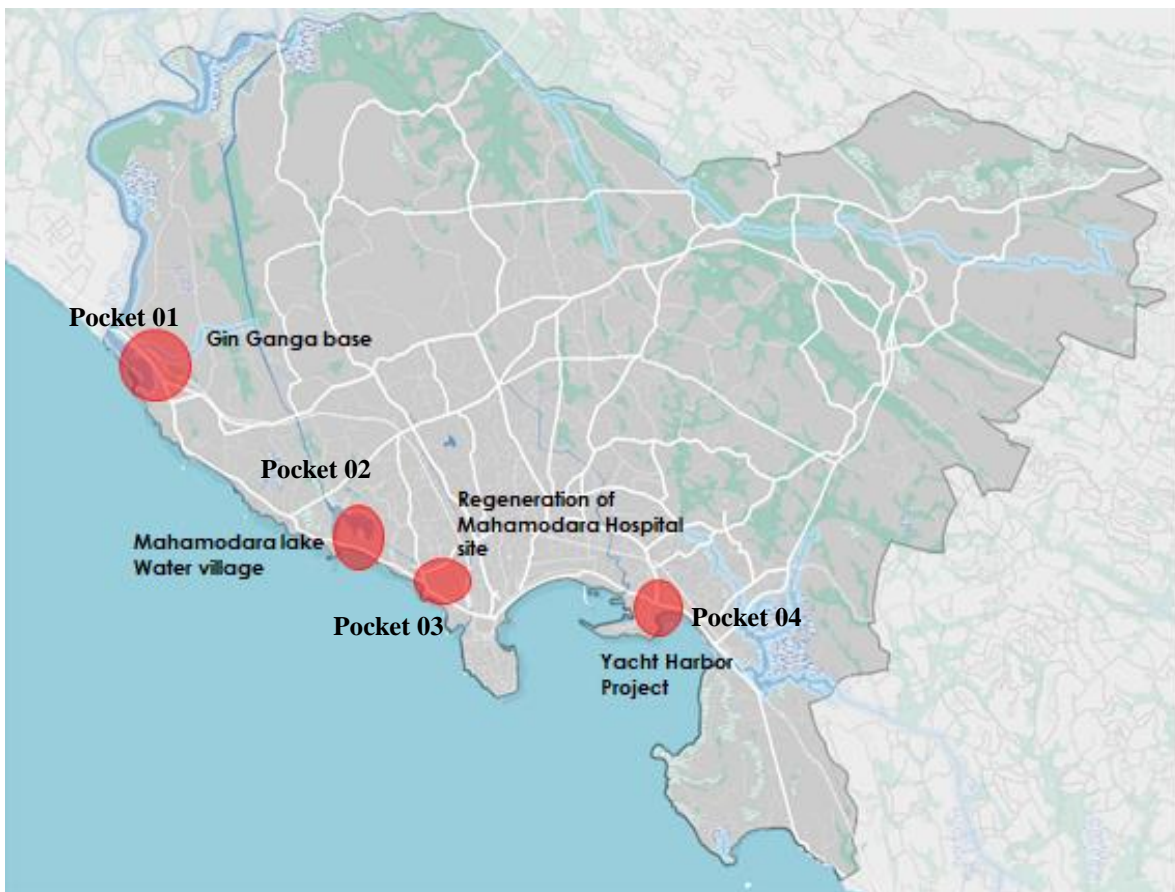 Pocket 01
Gin Ganga base
Pocket 02
Mahamodara lake
Water village
Regeneration of
Mahamodara Hospital
site
Pocket 03
Pocket 04
Yacht Harbor
Project